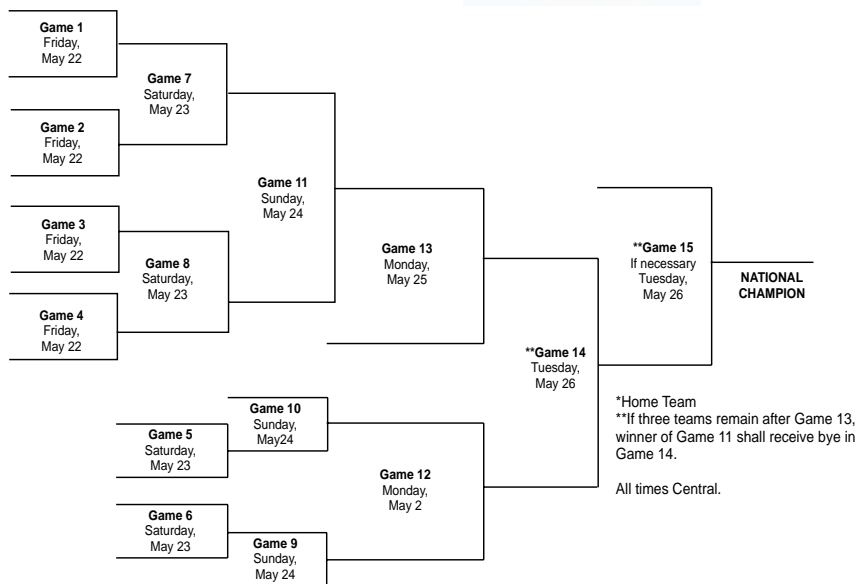 Game 1
Friday,
May 22
Game 7
Saturday,
May 23
Game 2
Friday,
May 22
Game 11
Sunday,
May 24
Game 3
Friday,
May 22
Game 8
Saturday,
May 23
Game 4
Friday,
May 22
Game 13
Monday,
May 25
**Game 15
If necessary
Tuesday,
May 26
NATIONAL
CHAMPION
**Game 14
Tuesday,
May 26
Game 10
Sunday,
May24
Game 5
Saturday,
May 23
Game 12
Monday,
May 2
Game 6
Saturday,
May 23
Game 9
Sunday,
May 24
*Home Team
**If three teams remain after Game 13,
winner of Game 11 shall receive bye in
Game 14.
All times Central.